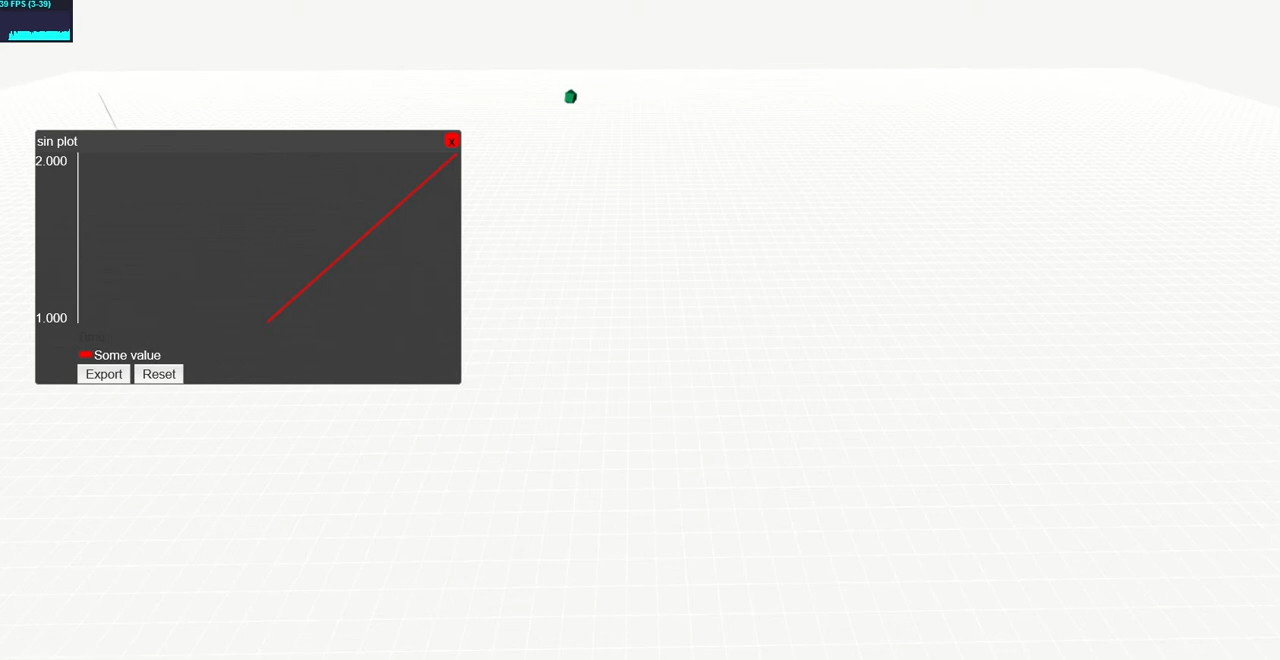 39 FPS (3-39)
sin plot
x
2.000
1.000
Some value
Export Reset